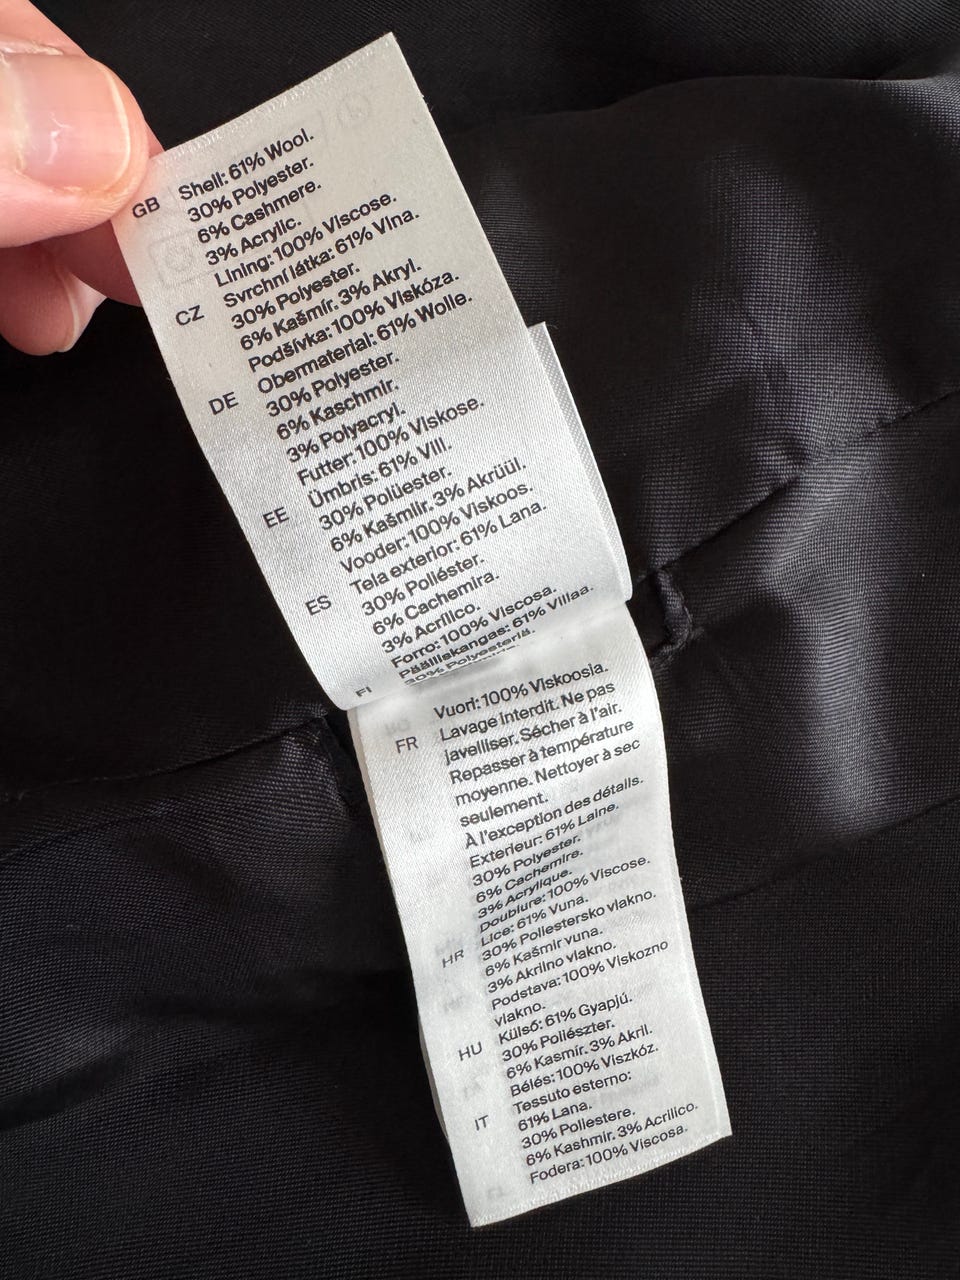 GB Shell: 61% Wool.
30% Polyester.
6% Cashmere.
3% Acrylic.
Lining: 100% Viscose.
CZ Svrchní látka: 61% Vlna.
30% Polyester.
6% Kašmír. 3% Akryl.
Podšívka: 100% Viskóza.
DE Obermaterial: 61% Wolle.
30% Polyester.
6% Kaschmir.
3% Polyacryl.
Futter: 100% Viskose.
EE Ümbris: 61% Vill.
30% Polüester.
6% Kašmiir. 3% Akrüül.
Vooder: 100% Viskoos.
ES Tela exterior: 61% Lana.
30% Poliéster.
6% Cachemira.
3% Acrílico.
Forro: 100% Viscosa.
FI Päälliskangas: 61% Villaa.
30% Polyesteriä.
Vuori: 100% Viskoosia.
FR Lavage interdit. Ne pas
javelliser. Sécher à l'air.
Repasser à température
moyenne. Nettoyer à sec
seulement.
À l'exception des détails.
Exterieur: 61% Laine.
30% Polyester.
6% Cachemire.
3% Acrylique.
Doublure: 100% Viscose.
HR Lice: 61% Vuna.
30% Poliestersko vlakno.
6% Kašmir vuna.
3% Akrilno vlakno.
Podstava: 100% Viskozno
vlakno.
HU Külső: 61% Gyapjú.
30% Poliészter.
6% Kasmír. 3% Akril.
Bélés: 100% Viszkóz.
IT Tessuto esterno:
61% Lana.
30% Poliestere.
6% Kashmir. 3% Acrilico.
Fodera: 100% Viscosa.